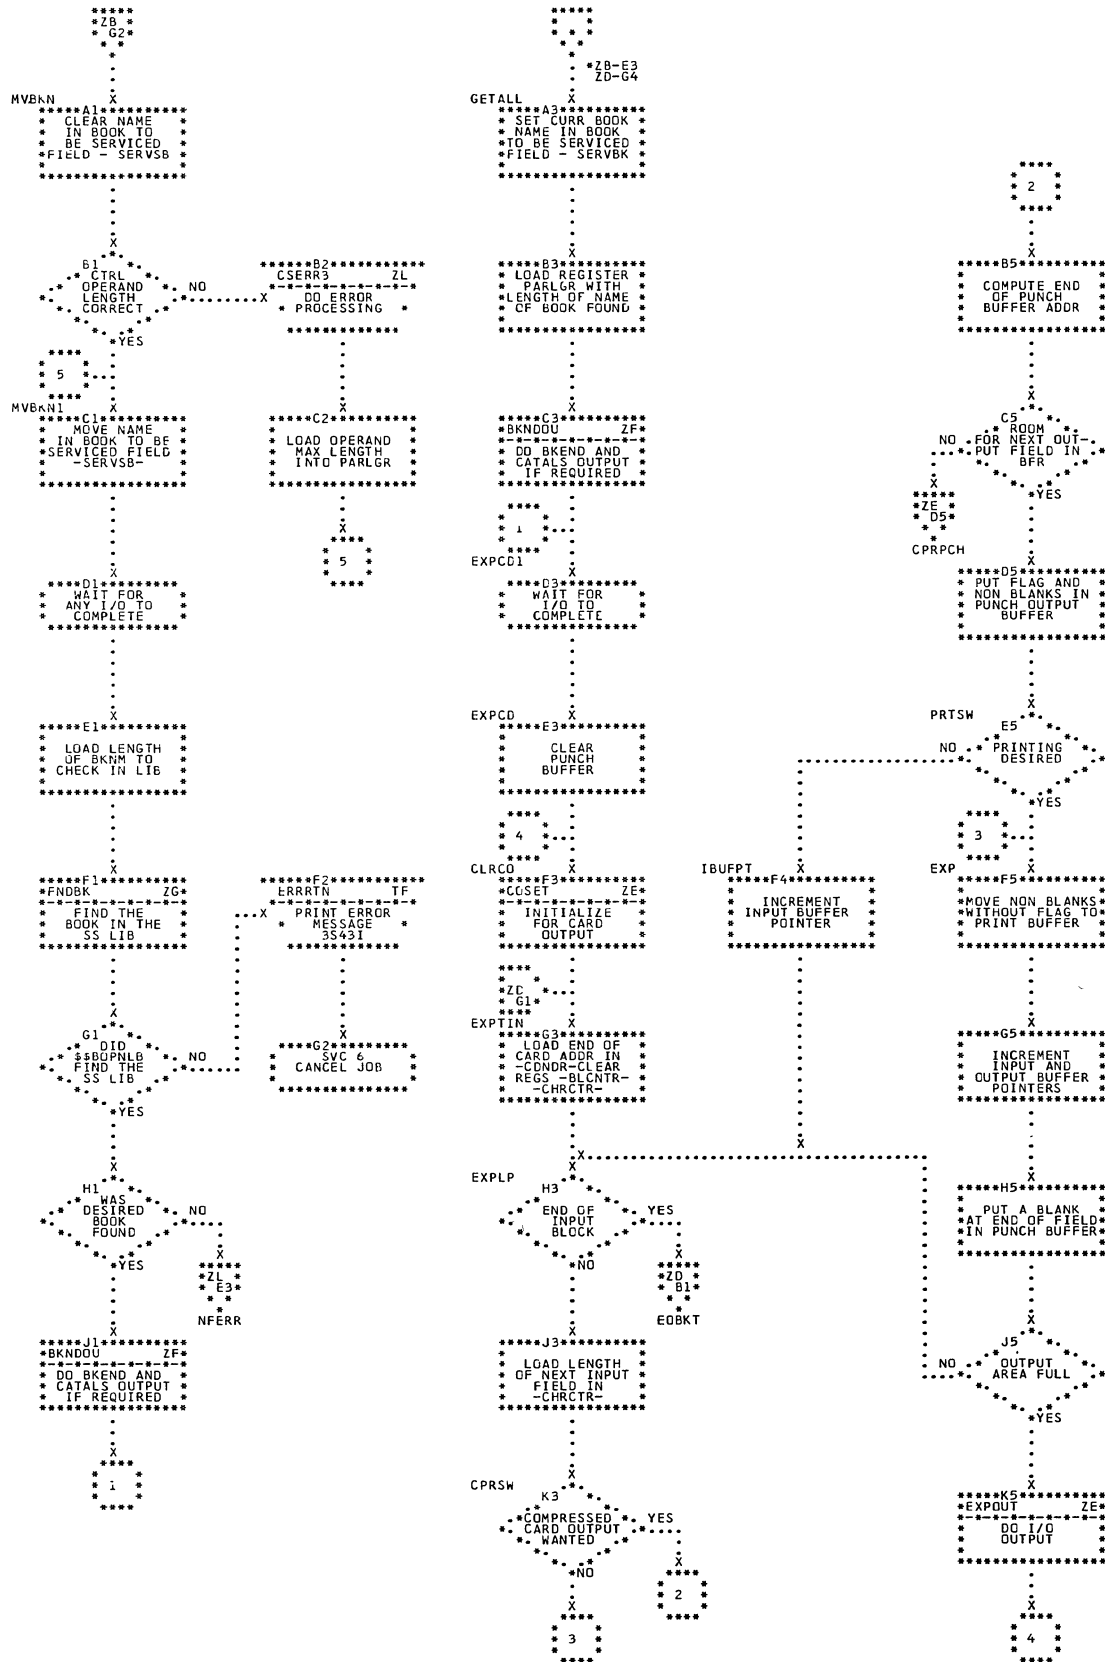 ZB
G2
MVBKN
A1
CLEAR NAME
IN BOOK TO
BE SERVICED
FIELD - SERVSB
B1
CTRL
OPERAND
LENGTH
CORRECT
NO
YES
B2
CSERR3 ZL
DO ERROR
PROCESSING
5
MVBKN1
C1
MOVE NAME
IN BOOK TO BE
SERVICED FIELD
-SERVSB-
C2
LOAD OPERAND
MAX LENGTH
INTO PARLGR
5
D1
WAIT FOR
ANY I/O TO
COMPLETE
E1
LOAD LENGTH
OF BKNM TO
CHECK IN LIB
F1
FNDBK ZG
FIND THE
BOOK IN THE
SS LIB
F2
ERRRTN TF
PRINT ERROR
MESSAGE
3S43I
G1
DID
$$BOPNLB
FIND THE
SS LIB
NO
YES
G2
SVC 6
CANCEL JOB
H1
WAS
DESIRED
BOOK
FOUND
NO
YES
ZL
E3
NFERR
J1
BKNDOU ZF
DO BKEND AND
CATALS OUTPUT
IF REQUIRED
1
*ZB-E3
ZD-G4
GETALL
A3
SET CURR BOOK
NAME IN BOOK
TO BE SERVICED
FIELD - SERVBK
B3
LOAD REGISTER
PARLGR WITH
LENGTH OF NAME
OF BOOK FOUND
C3
BKNDOU ZF
DO BKEND AND
CATALS OUTPUT
IF REQUIRED
1
EXPCD1
D3
WAIT FOR
I/O TO
COMPLETE
EXPCD
E3
CLEAR
PUNCH
BUFFER
4
CLRCO
F3
COSET ZE
INITIALIZE
FOR CARD
OUTPUT
ZD
G1
EXPTIN
G3
LOAD END OF
CARD ADDR IN
-CDNDR-CLEAR
REGS -BLCNTR-
-CHRCTR-
EXPLP
H3
END OF
INPUT
BLOCK
YES
NO
ZD
B1
EOBKT
J3
LOAD LENGTH
OF NEXT INPUT
FIELD IN
-CHRCTR-
CPRSW
K3
COMPRESSED
CARD OUTPUT
WANTED
YES
NO
2
3
IBUFPT
F4
INCREMENT
INPUT BUFFER
POINTER
2
B5
COMPUTE END
OF PUNCH
BUFFER ADDR
C5
ROOM
FOR NEXT OUT-
PUT FIELD IN
BFR
NO
YES
ZE
D5
CPRPCH
D5
PUT FLAG AND
NON BLANKS IN
PUNCH OUTPUT
BUFFER
PRTSW
E5
PRINTING
DESIRED
NO
YES
3
EXP
F5
MOVE NON BLANKS
WITHOUT FLAG TO
PRINT BUFFER
G5
INCREMENT
INPUT AND
OUTPUT BUFFER
POINTERS
H5
PUT A BLANK
AT END OF FIELD
IN PUNCH BUFFER
J5
OUTPUT
AREA FULL
NO
YES
K5
EXPOUT ZE
DO I/O
OUTPUT
4